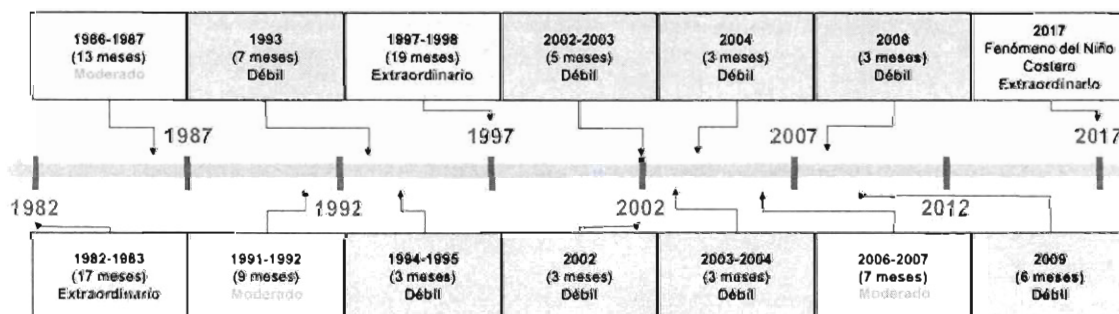 1986-1987
(13 meses)
Moderado
1993
(7 meses)
Débil
1997-1998
(19 meses)
Extraordiinario
2002-2003
(5 meses)
Débil
2004
(3 meses)
Débil
2008
(3 meses)
Débil
2017
Fenómeno del Niño
Costero
Extraordiinario
1987
1997
2007
2017
1982
1992
2002
2012
1982-1983
(17 meses)
Extraordinario
1991-1992
(9 meses)
Moderado
1994-1995
(3 meses)
Débil
2002
(3 meses)
Débil
2003-2004
(3 meses)
Débil
2006-2007
(7 meses)
Moderado
2009
(6 meses)
Débil